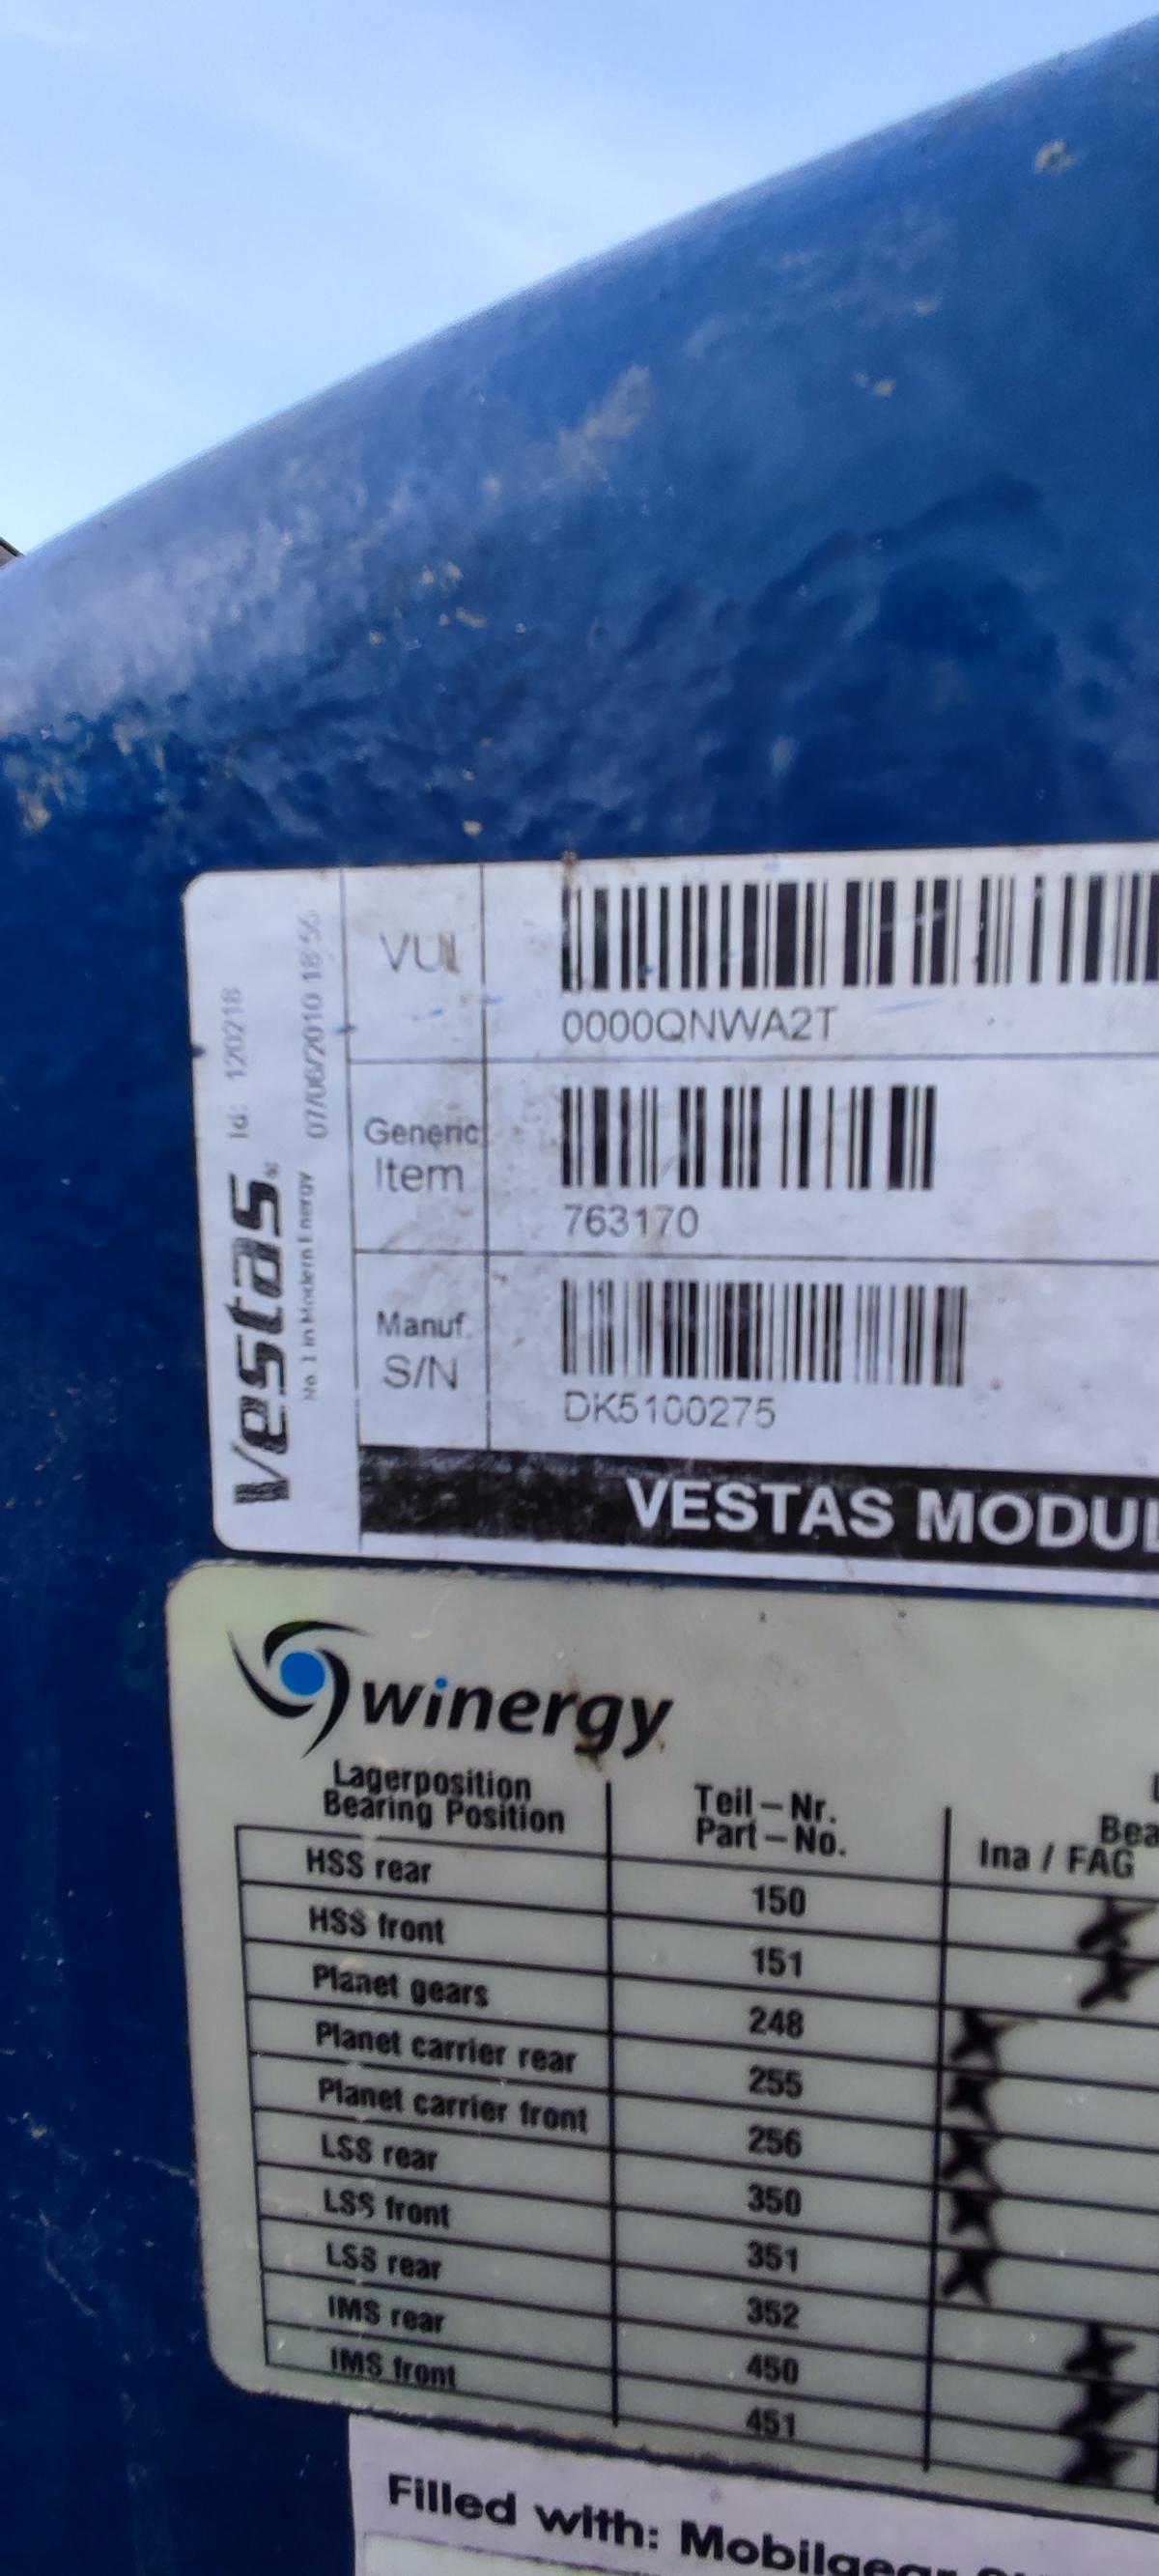 VUI
0000QNWA2T
Generic
Item
763170
Manuf
S/N
DK5100275
Vestas
No. 1 in Modern Energy
Id: 120218
07/06/2010 18:55
VESTAS MODUL
winergy
Lagerposition
Bearing Position
Teil – Nr.
Part – No.
Bea
Ina / FAG
HSS rear 150
HSS front 151
Planet gears 248
Planet carrier rear 255
Planet carrier front 256
LSS rear 350
LSS front 351
LSS rear 352
IMS rear 450
IMS front 451
Filled with: Mobilgear